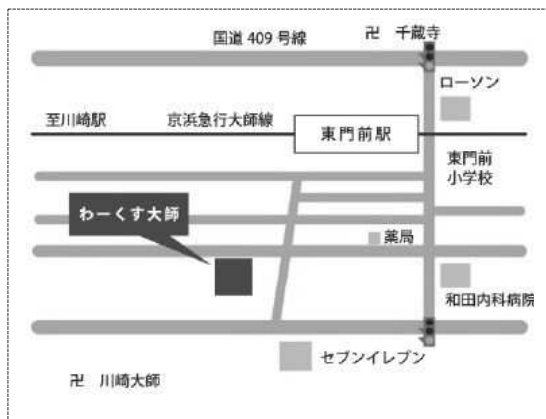 国道 409 号線
卍 千蔵寺
ローソン
至川崎駅
京浜急行大師線
東門前駅
東門前
小学校
わーくす大師
薬局
和田内科病院
セブンイレブン
卍 川崎大師